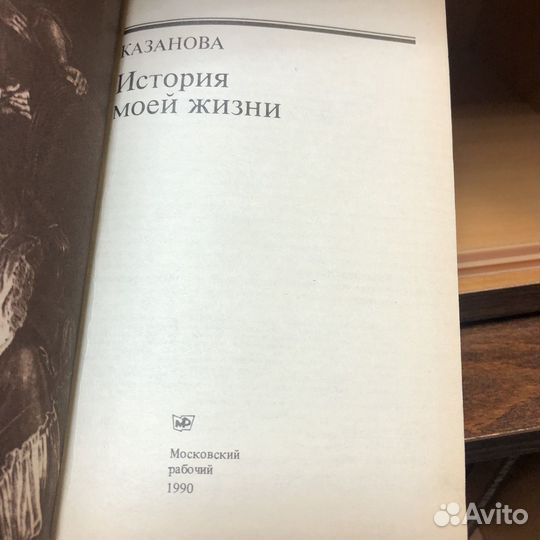 КАЗАНОВА
История
моей жизни
МР
Московский
рабочий
1990
Avito